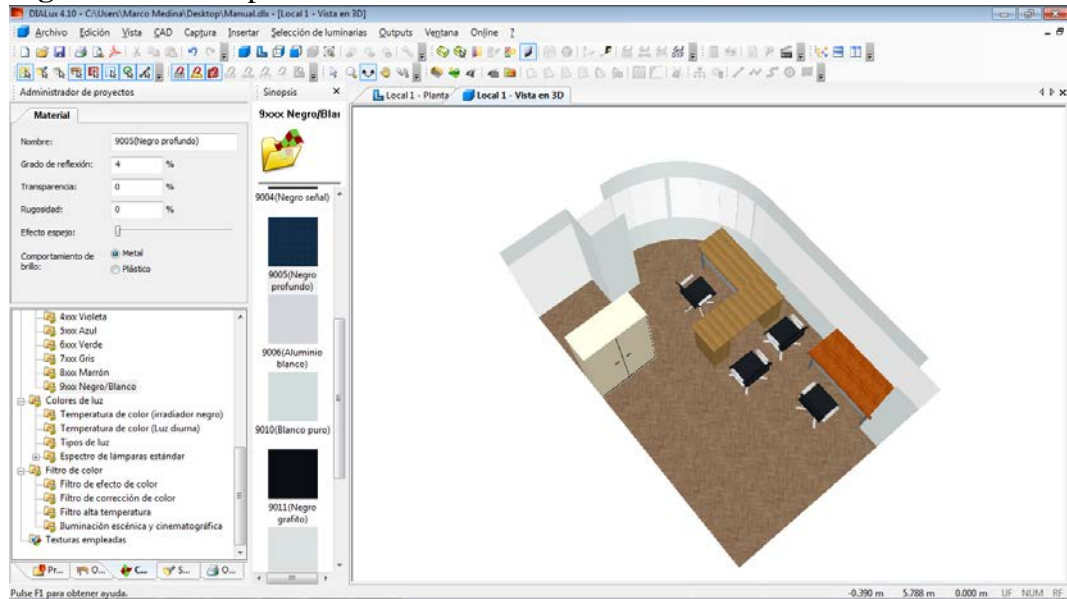 DIALux 4.10 - C:\Users\Marco Medina\Desktop\Manual.dlx - [Local 1 - Vista en 3D]
Archivo Edición Vista CAD Captura Insertar Selección de luminarias Outputs Ventana Online ?
Administrador de proyectos
Material
Nombre: 9005(Negro profundo)
Grado de reflexión: 4 %
Transparencia: 0 %
Rugosidad: 0 %
Efecto espejo:
Comportamiento de brillo: Metal
Plástico
4xxx Violeta
5xxx Azul
6xxx Verde
7xxx Gris
8xxx Marrón
9xxx Negro/Blanco
Colores de luz
Temperatura de color (irradiador negro)
Temperatura de color (Luz diurna)
Tipos de luz
Espectro de lámparas estándar
Filtro de color
Filtro de efecto de color
Filtro de corrección de color
Filtro alta temperatura
Iluminación escénica y cinematográfica
Texturas empleadas
Pr... O... C... S... O...
Sinopsis
9xxx Negro/Bla
9004(Negro señal)
9005(Negro
profundo)
9006(Aluminio
blanco)
9010(Blanco puro)
9011(Negro
grafito)
Local 1 - Planta Local 1 - Vista en 3D
Pulse F1 para obtener ayuda.
-0.390 m 5.788 m 0.000 m UF NUM RF